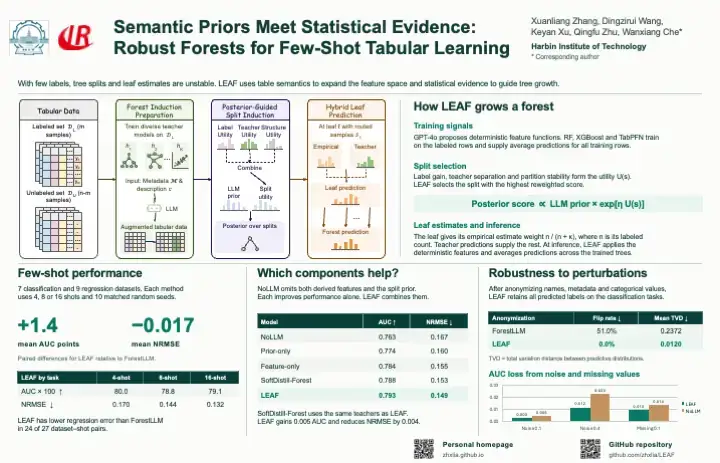 Semantic Priors Meet Statistical Evidence:
Robust Forests for Few-Shot Tabular Learning
Xuanliang Zhang, Dingzirui Wang,
Keyan Xu, Qingfu Zhu, Wanxiang Che*
Harbin Institute of Technology
* Corresponding author
With few labels, tree splits and leaf estimates are unstable. LEAF uses table semantics to expand the feature space and statistical evidence to guide tree growth.
Tabular Data
Labeled set
(m
samples)
Unlabeled set
(n-m
samples)
Forest Induction
Preparation
Train diverse teacher
models on
Input: Metadata M &
description c
LLM
Augmented tabular data
Posterior-Guided
Split Induction
Label
Utility
Teacher
Utility
Structure
Utility
Combine
LLM
prior
Split
utility
Posterior over splits
Hybrid Leaf
Prediction
At leaf ℓ with routed
samples
Empirical
Teacher
Leaf prediction
...
Forest prediction
How LEAF grows a forest
Training signals
GPT-4o proposes deterministic feature functions. RF, XGBoost and TabPFN train
on the labeled rows and supply average predictions for all training rows.
Split selection
Label gain, teacher separation and partition stability form the utility U(s).
LEAF selects the split with the highest reweighted score.
Posterior score ∝ LLM prior × exp[η U(s)]
Leaf estimates and inference
The leaf gives its empirical estimate weight n / (n + κ), where n is its labeled
count. Teacher predictions supply the rest. At inference, LEAF applies the
deterministic features and averages predictions across the trained trees.
Few-shot performance
7 classification and 9 regression datasets. Each method
uses 4, 8 or 16 shots and 10 matched random seeds.
+1.4
mean AUC points
−0.017
mean NRMSE
Paired differences for LEAF relative to ForestLLM.
LEAF by task 4-shot 8-shot 16-shot
AUC × 100 ↑ 80.0 78.8 79.1
NRMSE ↓ 0.170 0.144 0.132
LEAF has lower regression error than ForestLLM
in 24 of 27 dataset–shot pairs.
Which components help?
NoLLM omits both derived features and the split prior.
Each improves performance alone. LEAF combines them.
Model AUC ↑ NRMSE ↓
NoLLM 0.763 0.167
Prior-only 0.774 0.160
Feature-only 0.784 0.155
SoftDistill-Forest 0.788 0.153
LEAF 0.793 0.149
SoftDistill-Forest uses the same teachers as LEAF.
LEAF gains 0.005 AUC and reduces NRMSE by 0.004.
Robustness to perturbations
After anonymizing names, metadata and categorical values,
LEAF retains all predicted labels on the classification tasks.
Anonymization Flip rate ↓ Mean TVD ↓
ForestLLM 51.0% 0.2372
LEAF 0.0% 0.0120
TVD = total variation distance between predictive distributions.
AUC loss from noise and missing values
0.03
0.02
0.01
0.00
LEAF
NoLLM
Personal homepage
zhxlia.github.io
GitHub repository
github.com/zhxlia/LEAF